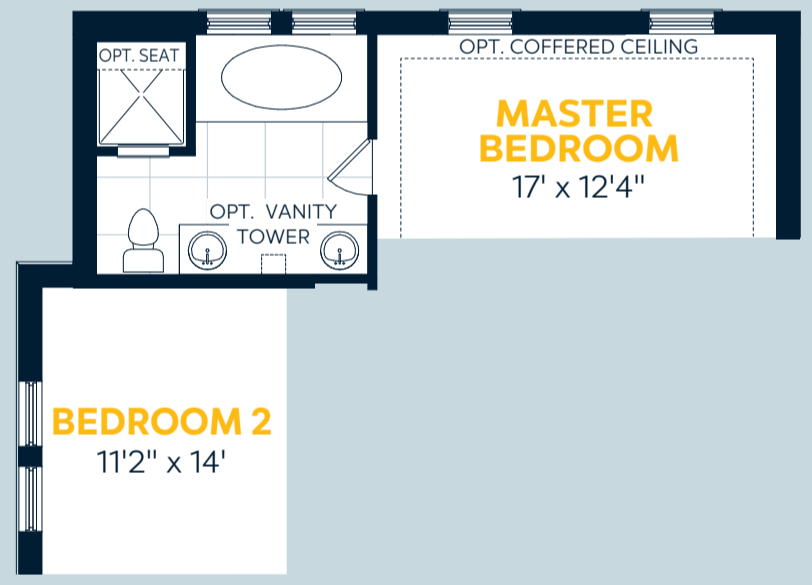 OPT. SEAT
OPT. COFFERED CEILING
MASTER
BEDROOM
17' x 12'4"
OPT. VANITY
TOWER
BEDROOM 2
11'2" x 14'